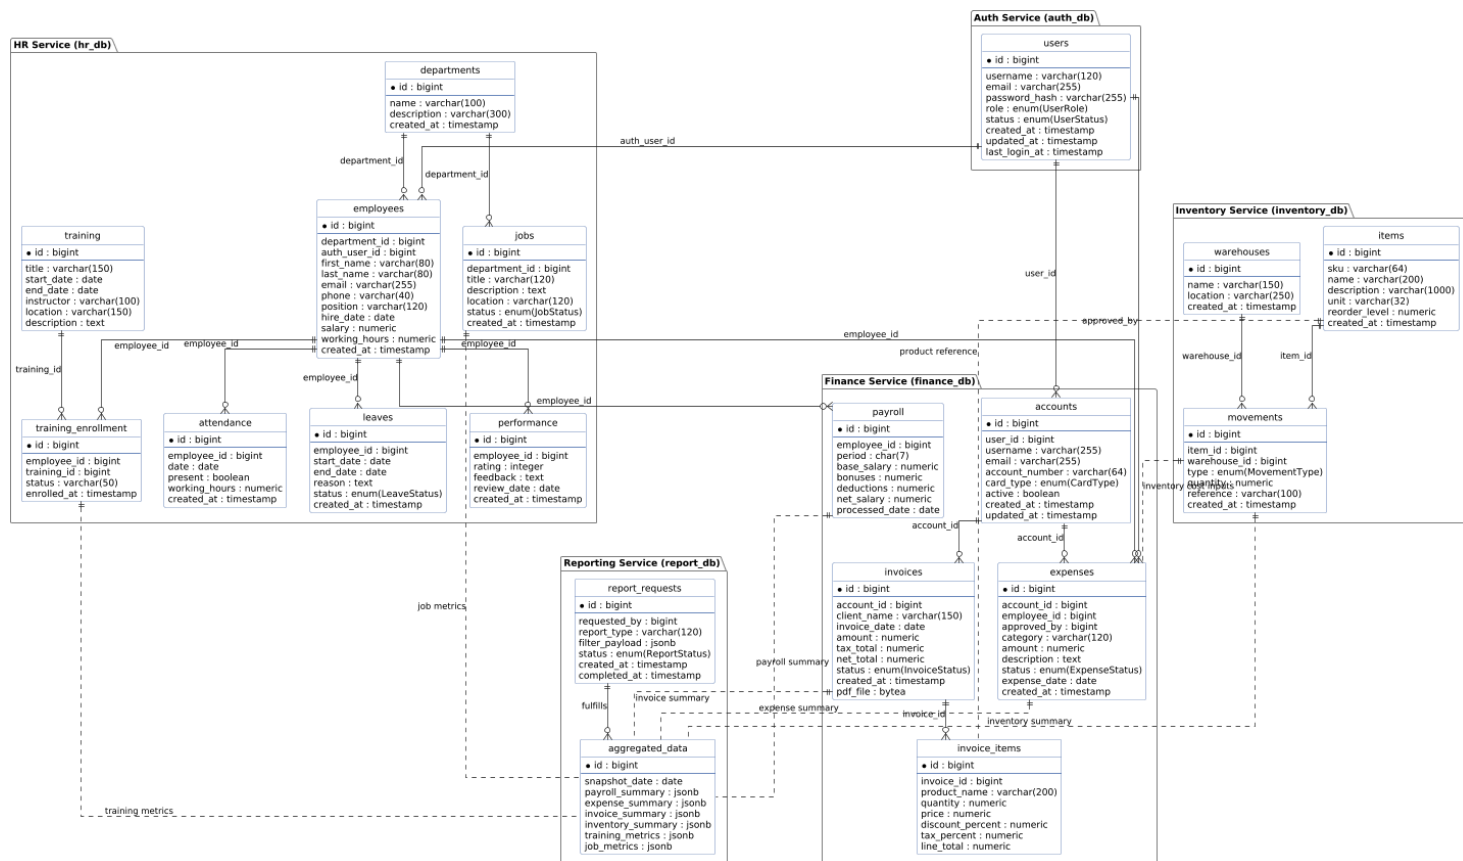 HR Service (hr_db)
departments
● id : bigint
name : varchar(100)
description : varchar(300)
created_at : timestamp
department_id
department_id
auth_user_id
employees
● id : bigint
department_id : bigint
auth_user_id : bigint
first_name : varchar(80)
last_name : varchar(80)
email : varchar(255)
phone : varchar(40)
position : varchar(120)
hire_date : date
salary : numeric
working_hours : numeric
created_at : timestamp
training
● id : bigint
title : varchar(150)
start_date : date
end_date : date
instructor : varchar(100)
location : varchar(150)
description : text
jobs
● id : bigint
department_id : bigint
title : varchar(120)
description : text
location : varchar(120)
status : enum(JobStatus)
created_at : timestamp
training_id
employee_id
employee_id
employee_id
employee_id
employee_id
employee_id
training_enrollment
● id : bigint
employee_id : bigint
training_id : bigint
status : varchar(50)
enrolled_at : timestamp
attendance
● id : bigint
employee_id : bigint
date : date
present : boolean
working_hours : numeric
created_at : timestamp
leaves
● id : bigint
employee_id : bigint
start_date : date
end_date : date
reason : text
status : enum(LeaveStatus)
created_at : timestamp
performance
● id : bigint
employee_id : bigint
rating : integer
feedback : text
review_date : date
created_at : timestamp
Auth Service (auth_db)
users
● id : bigint
username : varchar(120)
email : varchar(255)
password_hash : varchar(255)
role : enum(UserRole)
status : enum(UserStatus)
created_at : timestamp
updated_at : timestamp
last_login_at : timestamp
user_id
approved_by
product reference
Inventory Service (inventory_db)
warehouses
● id : bigint
name : varchar(150)
location : varchar(250)
created_at : timestamp
items
● id : bigint
sku : varchar(64)
name : varchar(200)
description : varchar(1000)
unit : varchar(32)
reorder_level : numeric
created_at : timestamp
warehouse_id
item_id
movements
● id : bigint
item_id : bigint
warehouse_id : bigint
type : enum(MovementType)
quantity : numeric
reference : varchar(100)
created_at : timestamp
inventory cost inputs
Finance Service (finance_db)
payroll
● id : bigint
employee_id : bigint
period : char(7)
base_salary : numeric
bonuses : numeric
deductions : numeric
net_salary : numeric
processed_date : date
accounts
● id : bigint
user_id : bigint
username : varchar(255)
email : varchar(255)
account_number : varchar(64)
card_type : enum(CardType)
active : boolean
created_at : timestamp
updated_at : timestamp
account_id
account_id
invoices
● id : bigint
account_id : bigint
client_name : varchar(150)
invoice_date : date
amount : numeric
tax_total : numeric
net_total : numeric
status : enum(InvoiceStatus)
created_at : timestamp
pdf_file : bytea
expenses
● id : bigint
account_id : bigint
employee_id : bigint
approved_by : bigint
category : varchar(120)
amount : numeric
description : text
status : enum(ExpenseStatus)
expense_date : date
created_at : timestamp
invoice_id
invoice_items
● id : bigint
invoice_id : bigint
product_name : varchar(200)
quantity : numeric
price : numeric
discount_percent : numeric
tax_percent : numeric
line_total : numeric
Reporting Service (report_db)
report_requests
● id : bigint
requested_by : bigint
report_type : varchar(120)
filter_payload : jsonb
status : enum(ReportStatus)
created_at : timestamp
completed_at : timestamp
fulfills
job metrics
payroll summary
invoice summary
expense summary
inventory summary
training metrics
aggregated_data
● id : bigint
snapshot_date : date
payroll_summary : jsonb
expense_summary : jsonb
invoice_summary : jsonb
inventory_summary : jsonb
training_metrics : jsonb
job_metrics : jsonb